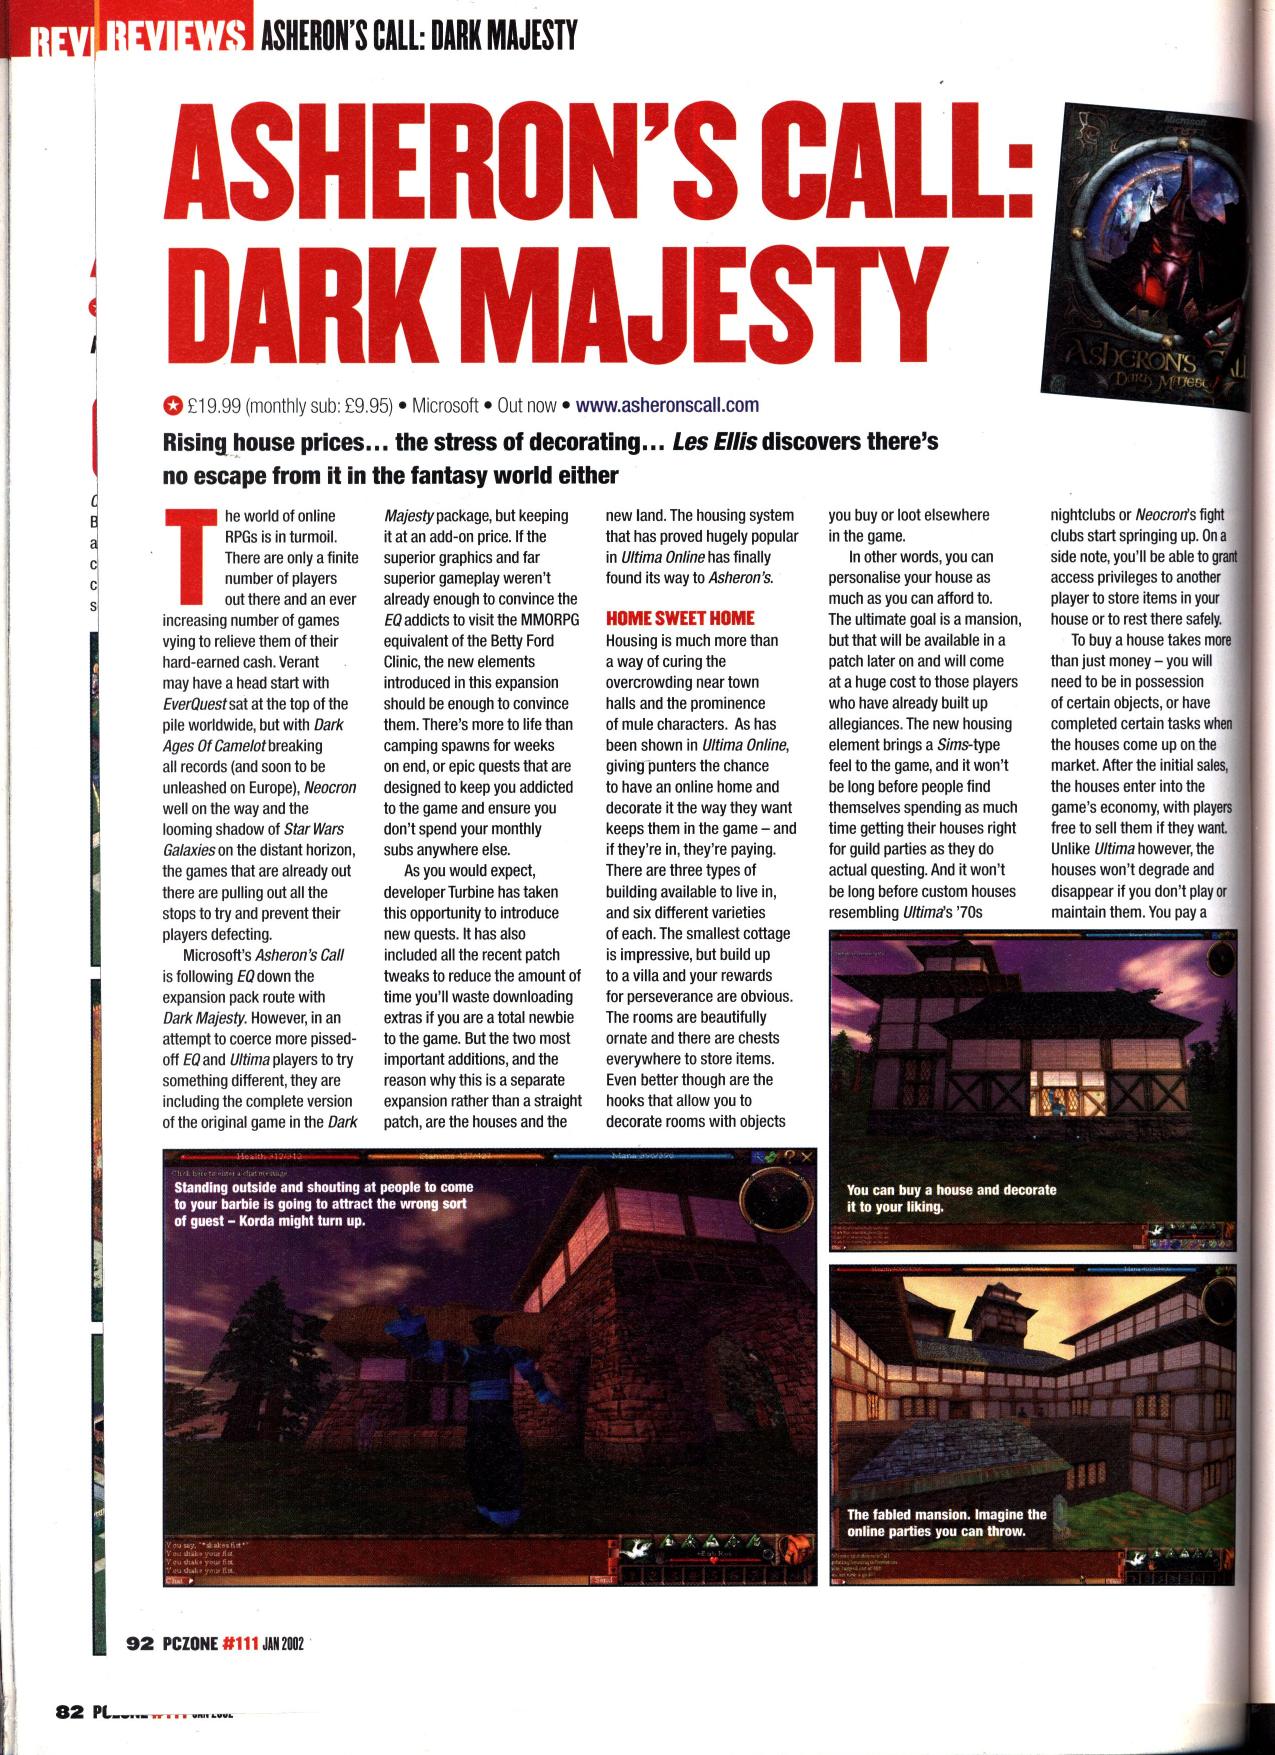 REVI
REVIEWS ASHERON'S CALL: DARK MAJESTY
ASHERON'S CALL:
DARK MAJESTY
Microsoft
ASHERON'S CALL
DARK MAJESTY
£19.99 (monthly sub: £9.95) • Microsoft • Out now • www.asheronscall.com
Rising house prices... the stress of decorating... Les Ellis discovers there's
no escape from it in the fantasy world either
The world of online
RPGs is in turmoil.
There are only a finite
number of players
out there and an ever
increasing number of games
vying to relieve them of their
hard-earned cash. Verant
may have a head start with
EverQuest sat at the top of the
pile worldwide, but with Dark
Ages Of Camelot breaking
all records (and soon to be
unleashed on Europe), Neocron
well on the way and the
looming shadow of Star Wars
Galaxies on the distant horizon,
the games that are already out
there are pulling out all the
stops to try and prevent their
players defecting.
Microsoft's Asheron's Call
is following EQ down the
expansion pack route with
Dark Majesty. However, in an
attempt to coerce more pissed-
off EQ and Ultima players to try
something different, they are
including the complete version
of the original game in the Dark
Majesty package, but keeping
it at an add-on price. If the
superior graphics and far
superior gameplay weren't
already enough to convince the
EQ addicts to visit the MMORPG
equivalent of the Betty Ford
Clinic, the new elements
introduced in this expansion
should be enough to convince
them. There's more to life than
camping spawns for weeks
on end, or epic quests that are
designed to keep you addicted
to the game and ensure you
don't spend your monthly
subs anywhere else.
As you would expect,
developer Turbine has taken
this opportunity to introduce
new quests. It has also
included all the recent patch
tweaks to reduce the amount of
time you'll waste downloading
extras if you are a total newbie
to the game. But the two most
important additions, and the
reason why this is a separate
expansion rather than a straight
patch, are the houses and the
new land. The housing system
that has proved hugely popular
in Ultima Online has finally
found its way to Asheron's.
HOME SWEET HOME
Housing is much more than
a way of curing the
overcrowding near town
halls and the prominence
of mule characters. As has
been shown in Ultima Online,
giving punters the chance
to have an online home and
decorate it the way they want
keeps them in the game – and
if they're in, they're paying.
There are three types of
building available to live in,
and six different varieties
of each. The smallest cottage
is impressive, but build up
to a villa and your rewards
for perseverance are obvious.
The rooms are beautifully
ornate and there are chests
everywhere to store items.
Even better though are the
hooks that allow you to
decorate rooms with objects
you buy or loot elsewhere
in the game.
In other words, you can
personalise your house as
much as you can afford to.
The ultimate goal is a mansion,
but that will be available in a
patch later on and will come
at a huge cost to those players
who have already built up
allegiances. The new housing
element brings a Sims-type
feel to the game, and it won't
be long before people find
themselves spending as much
time getting their houses right
for guild parties as they do
actual questing. And it won't
be long before custom houses
resembling Ultima's '70s
nightclubs or Neocron's fight
clubs start springing up. On a
side note, you'll be able to grant
access privileges to another
player to store items in your
house or to rest there safely.
To buy a house takes more
than just money – you will
need to be in possession
of certain objects, or have
completed certain tasks when
the houses come up on the
market. After the initial sales,
the houses enter into the
game's economy, with players
free to sell them if they want.
Unlike Ultima however, the
houses won't degrade and
disappear if you don't play or
maintain them. You pay a
Health 312/312
Stamina 427/427
Click here to enter a chat message
Standing outside and shouting at people to come
to your barbie is going to attract the wrong sort
of guest – Korda might turn up.
You say, "*shakes fist*"
You shake your fist.
You shake your fist.
You shake your fist.
Chat
Send
You can buy a house and decorate
it to your liking.
The fabled mansion. Imagine the
online parties you can throw.
92 PCZONE #111 JAN 2002
82